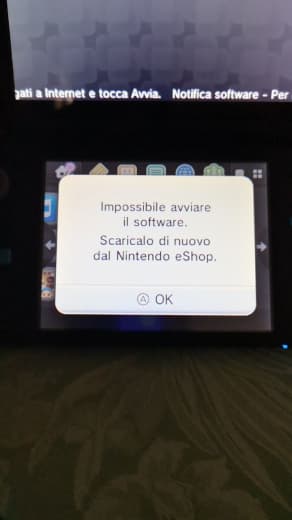 gati a Internet e tocca Avvia. Notifica software - Per
Impossibile avviare
il software.
Scaricalo di nuovo
dal Nintendo eShop.
Ⓐ OK